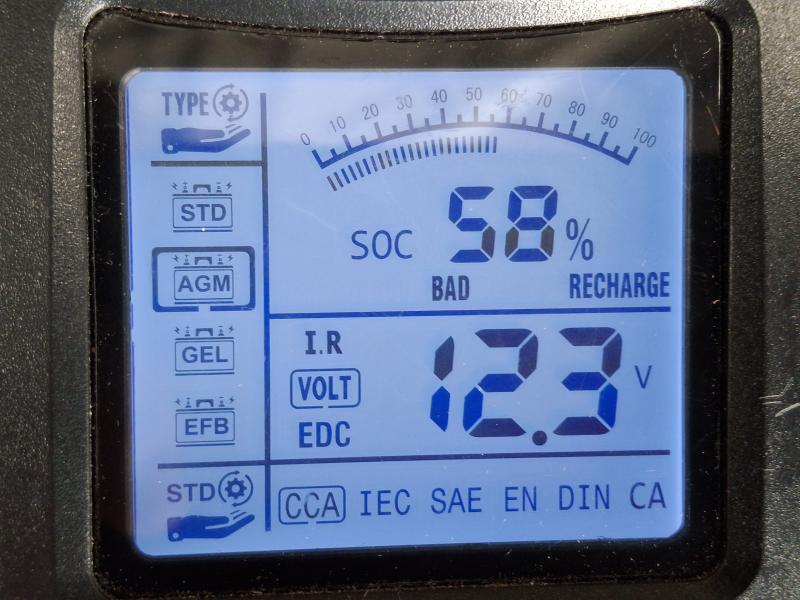 TYPE
0 10 20 30 40 50 60 70 80 90 100
STD
SOC 58 %
AGM
BAD RECHARGE
GEL
I.R
VOLT 12.3 V
EFB
EDC
STD
CCA IEC SAE EN DIN CA